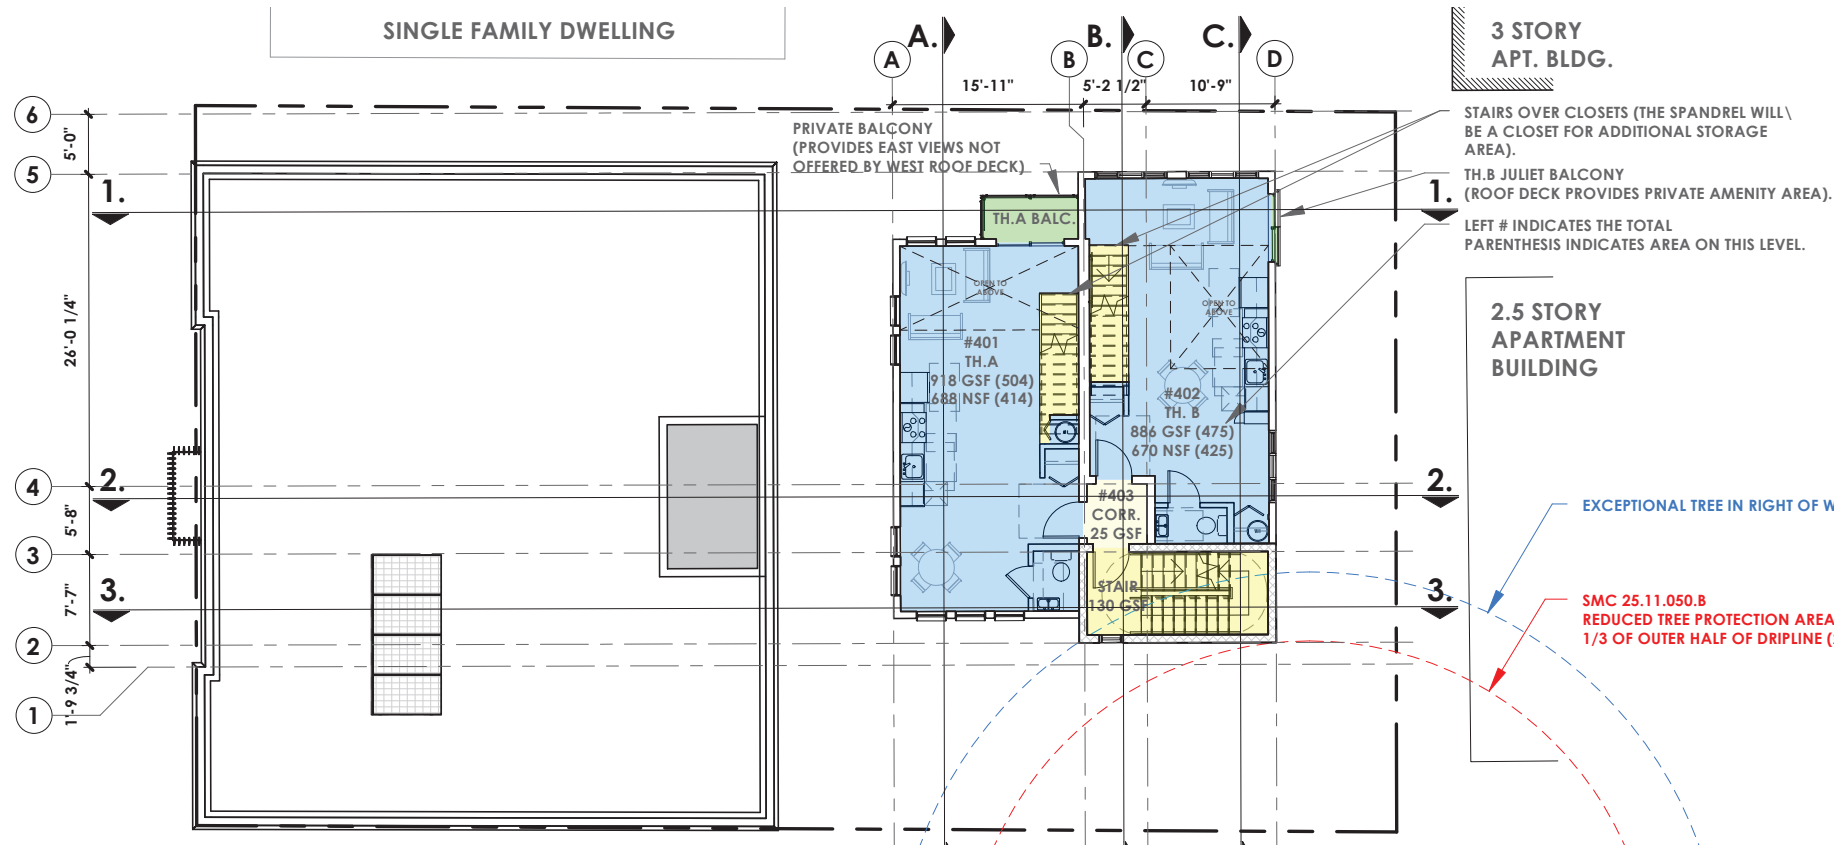 SINGLE FAMILY DWELLING
3 STORY
APT. BLDG.
A.
B.
C.
A
B
C
D
15'-11"
5'-2 1/2"
10'-9"
6
5'-0"
5
26'-0 1/4"
4
5'-8"
3
7'-7"
2
1'-9 3/4"
1
1.
1.
2.
2.
3.
3.
PRIVATE BALCONY
(PROVIDES EAST VIEWS NOT
OFFERED BY WEST ROOF DECK)
STAIRS OVER CLOSETS (THE SPANDREL WILL\
BE A CLOSET FOR ADDITIONAL STORAGE
AREA).
TH.B JULIET BALCONY
(ROOF DECK PROVIDES PRIVATE AMENITY AREA).
LEFT # INDICATES THE TOTAL
PARENTHESIS INDICATES AREA ON THIS LEVEL.
TH.A BALC.
OPEN TO
ABOVE
OPEN TO
ABOVE
#401
TH.A
918 GSF (504)
688 NSF (414)
#402
TH. B
886 GSF (475)
670 NSF (425)
#403
CORR.
25 GSF
STAIR
130 GSF
2.5 STORY
APARTMENT
BUILDING
EXCEPTIONAL TREE IN RIGHT OF W
SMC 25.11.050.B
REDUCED TREE PROTECTION AREA
1/3 OF OUTER HALF OF DRIPLINE (